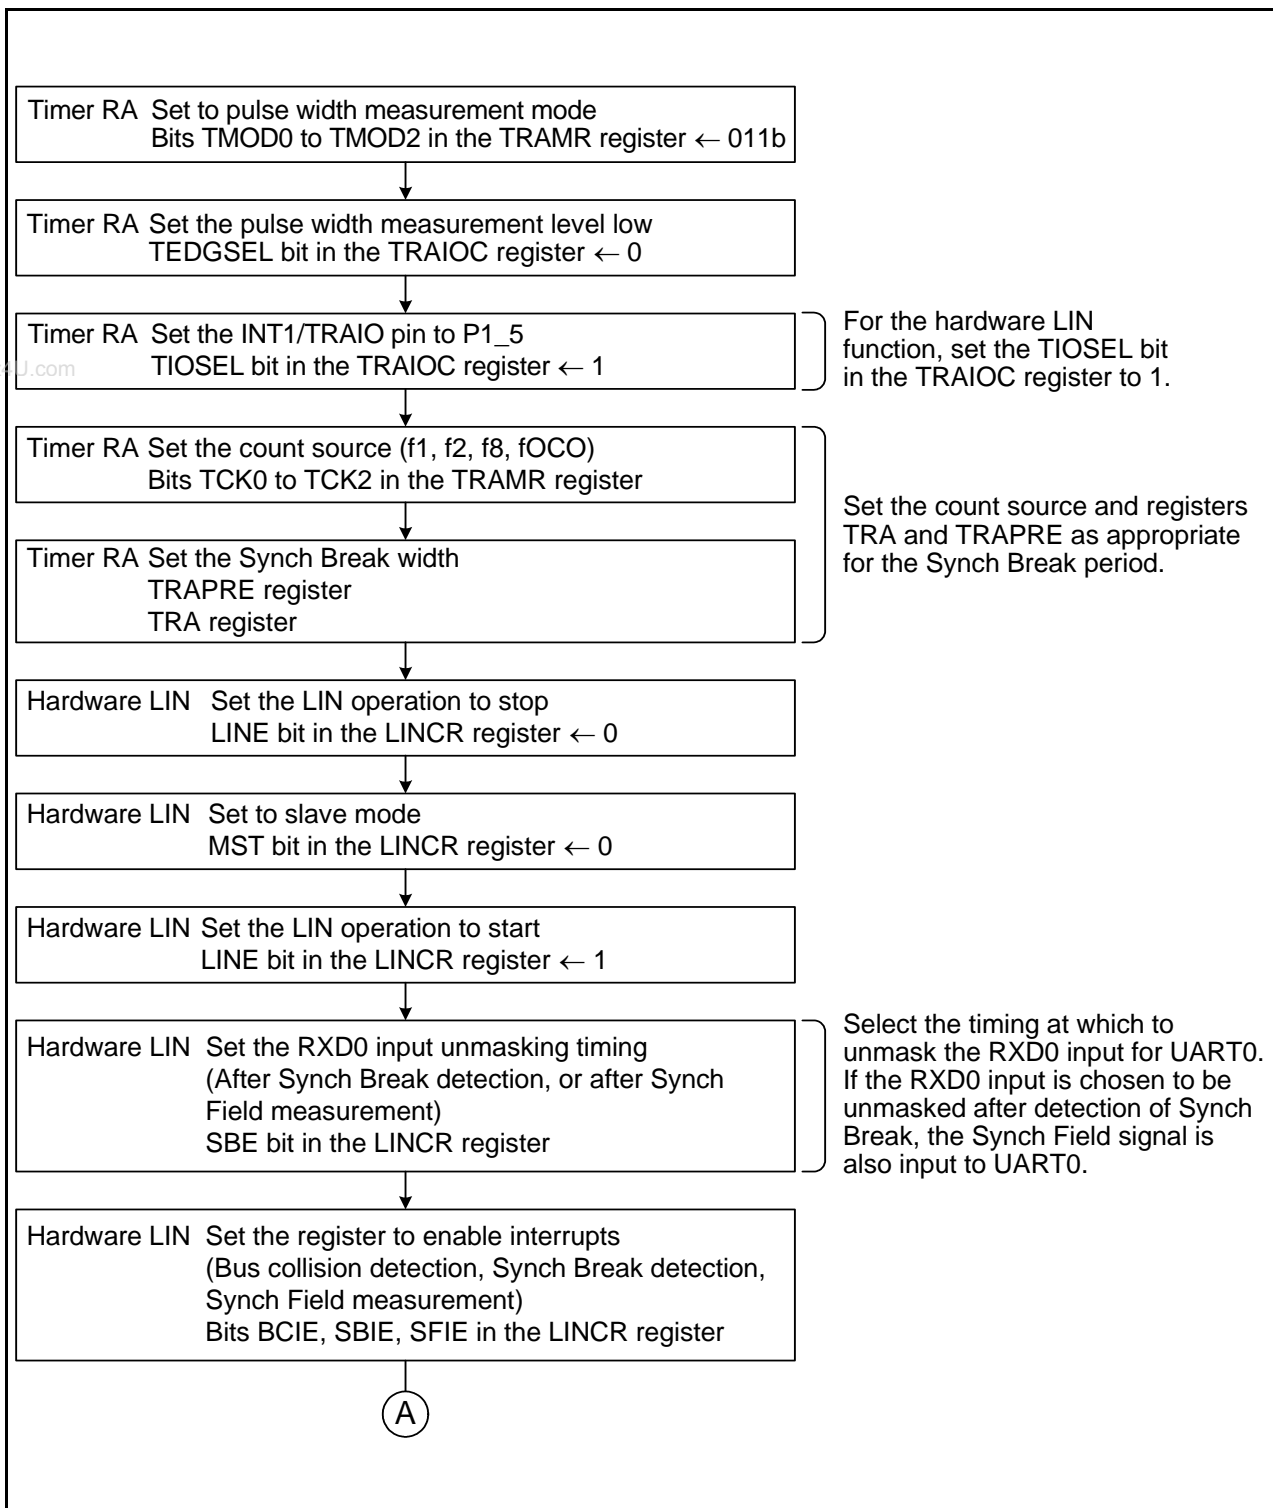 Timer RA Set to pulse width measurement mode
Bits TMOD0 to TMOD2 in the TRAMR register ← 011b
Timer RA Set the pulse width measurement level low
TEDGSEL bit in the TRAIOC register ← 0
Timer RA Set the INT1/TRAIO pin to P1_5
TIOSEL bit in the TRAIOC register ← 1
For the hardware LIN
function, set the TIOSEL bit
in the TRAIOC register to 1.
4U.com
Timer RA Set the count source (f1, f2, f8, fOCO)
Bits TCK0 to TCK2 in the TRAMR register
Timer RA Set the Synch Break width
TRAPRE register
TRA register
Set the count source and registers
TRA and TRAPRE as appropriate
for the Synch Break period.
Hardware LIN Set the LIN operation to stop
LINE bit in the LINCR register ← 0
Hardware LIN Set to slave mode
MST bit in the LINCR register ← 0
Hardware LIN Set the LIN operation to start
LINE bit in the LINCR register ← 1
Hardware LIN Set the RXD0 input unmasking timing
(After Synch Break detection, or after Synch
Field measurement)
SBE bit in the LINCR register
Select the timing at which to
unmask the RXD0 input for UART0.
If the RXD0 input is chosen to be
unmasked after detection of Synch
Break, the Synch Field signal is
also input to UART0.
Hardware LIN Set the register to enable interrupts
(Bus collision detection, Synch Break detection,
Synch Field measurement)
Bits BCIE, SBIE, SFIE in the LINCR register
A